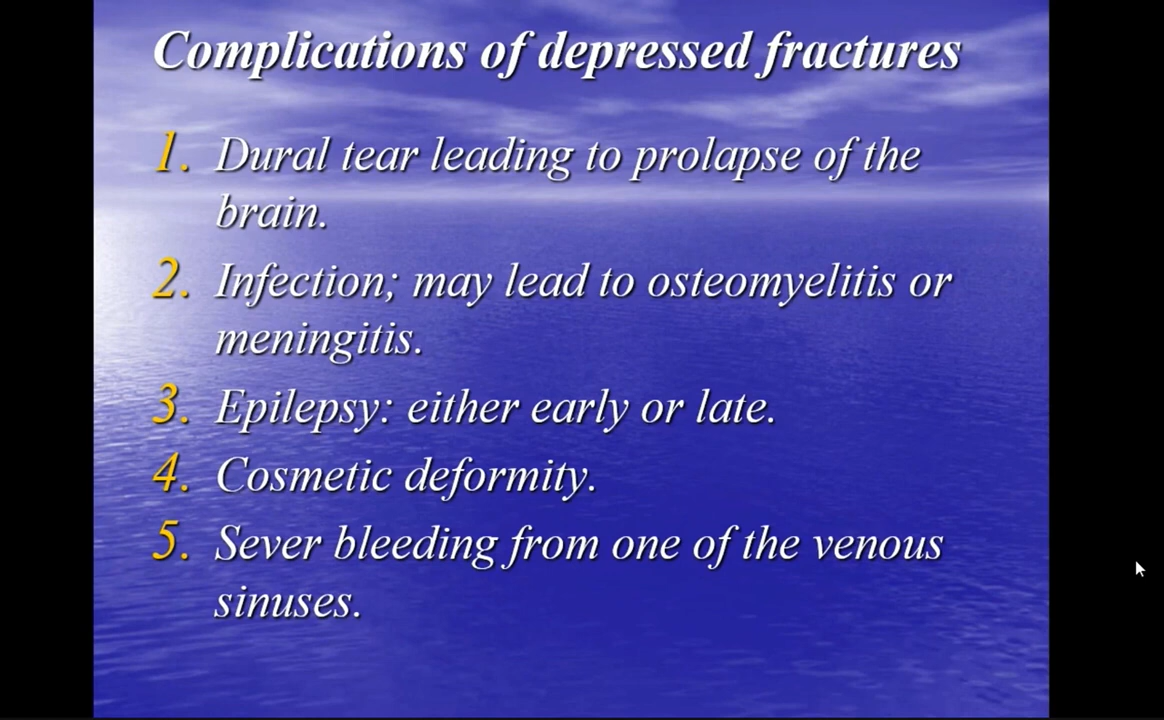 Complications of depressed fractures
1. Dural tear leading to prolapse of the
brain.
2. Infection; may lead to osteomyelitis or
meningitis.
3. Epilepsy: either early or late.
4. Cosmetic deformity.
5. Sever bleeding from one of the venous
sinuses.